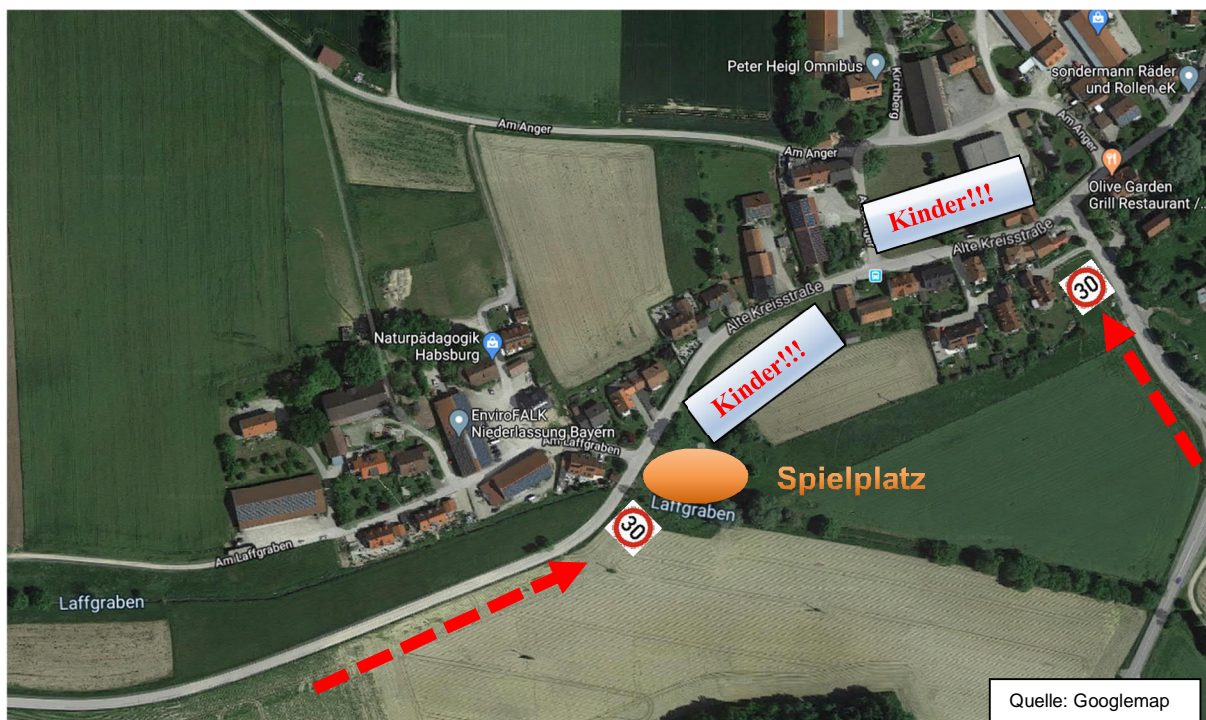 Peter Heigl Omnibus
Kirchberg
sondermann Räder
und Rollen eK
Am Anger
Am Anger
Am Anger
Olive Garden
Grill Restaurant /...
Kinder!!!
Alte Kreisstraße
30
Alte Kreisstraße
Naturpädagogik
Habsburg
Kinder!!!
EnviroFALK
Niederlassung Bayern
Am Laffgraben
Spielplatz
Laffgraben
30
Am Laffgraben
Laffgraben
Quelle: Googlemap